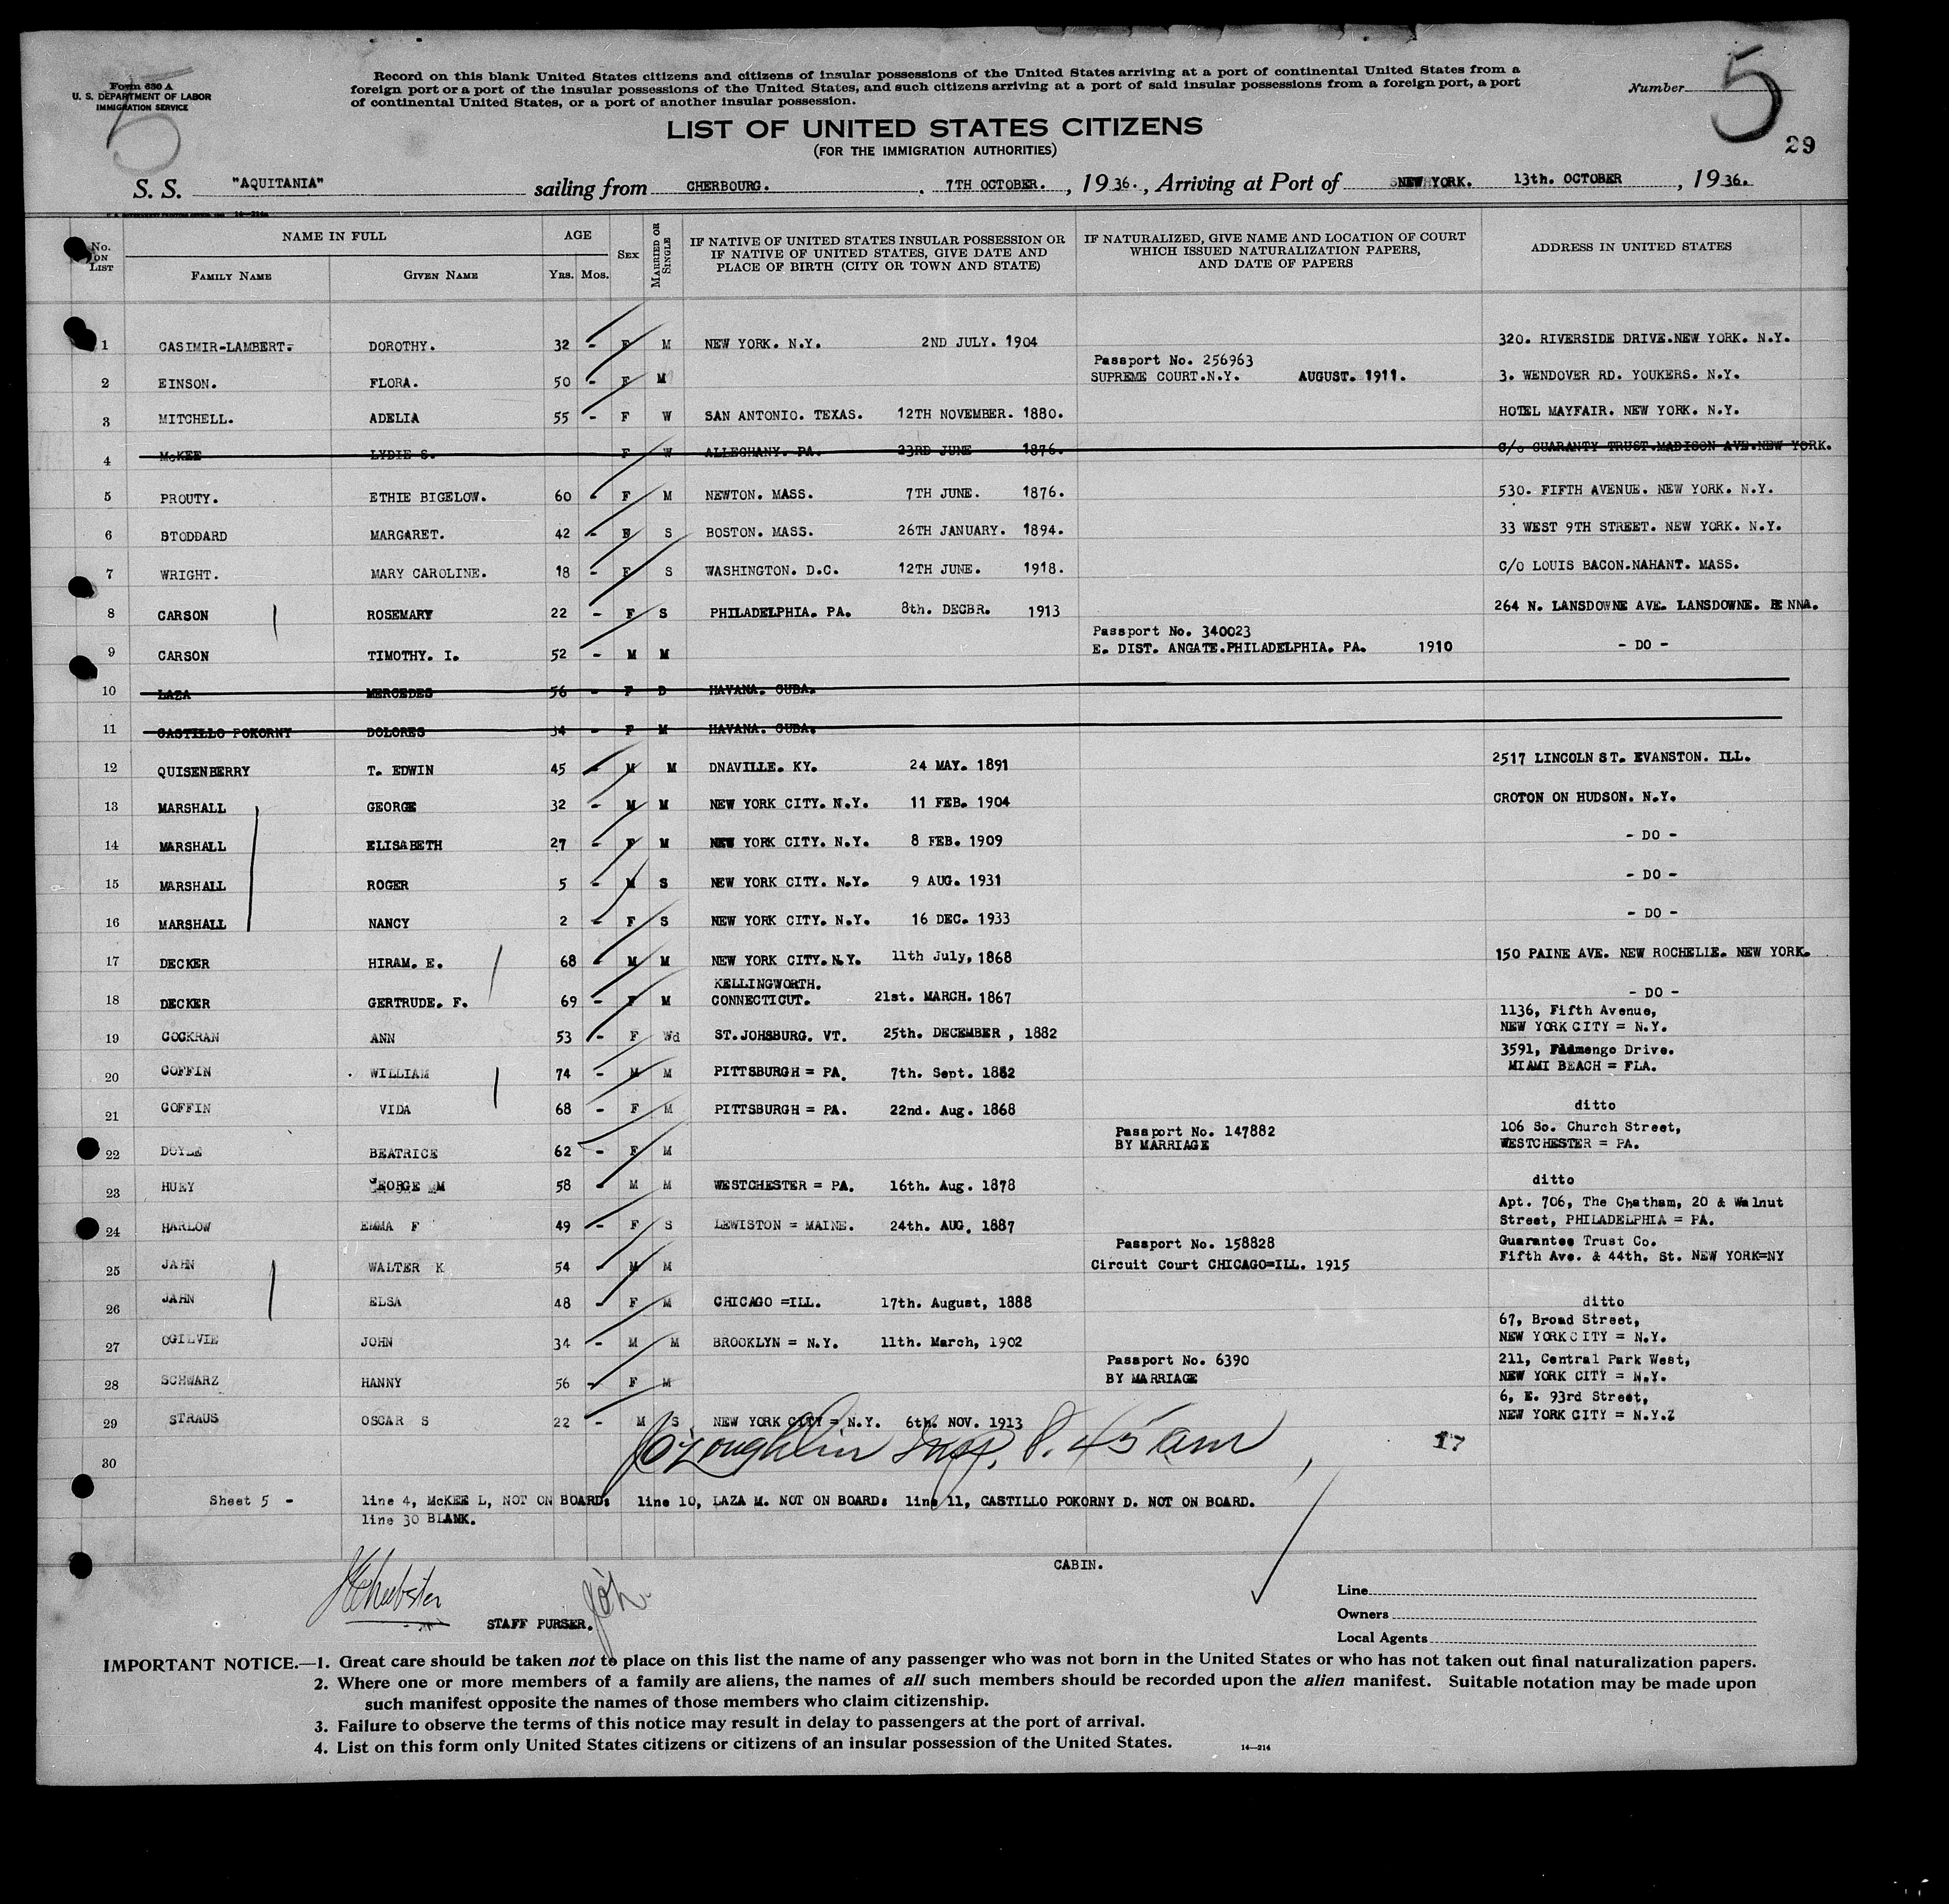 5
Form 630 A
U. S. DEPARTMENT OF LABOR
IMMIGRATION SERVICE
Record on this blank United States citizens and citizens of insular possessions of the United States arriving at a port of continental United States from a
foreign port or a port of the insular possessions of the United States, and such citizens arriving at a port of said insular possessions from a foreign port, a port
of continental United States, or a port of another insular possession.
Number 5
29
LIST OF UNITED STATES CITIZENS
(FOR THE IMMIGRATION AUTHORITIES)
S. S. "AQUITANIA" sailing from CHERBOURG. , 7TH OCTOBER. , 1936. , Arriving at Port of NEW YORK. 13th. OCTOBER , 1936.
No. ON LIST NAME IN FULL FAMILY NAME GIVEN NAME AGE YRS. MOS. SEX MARRIED OR SINGLE
IF NATIVE OF UNITED STATES INSULAR POSSESSION OR
IF NATIVE OF UNITED STATES, GIVE DATE AND
PLACE OF BIRTH (CITY OR TOWN AND STATE)
IF NATURALIZED, GIVE NAME AND LOCATION OF COURT
WHICH ISSUED NATURALIZATION PAPERS,
AND DATE OF PAPERS
ADDRESS IN UNITED STATES
1 CASIMIR-LAMBERT. DOROTHY. 32 - F M NEW YORK. N.Y. 2ND JULY. 1904 320. RIVERSIDE DRIVE.NEW YORK. N.Y.
Passport No. 256963
2 EINSON. FLORA. 50 - F M SUPREME COURT.N.Y. AUGUST. 1911. 3. WENDOVER RD. YOUKERS. N.Y.
3 MITCHELL. ADELIA 55 - F W SAN ANTONIO. TEXAS. 12TH NOVEMBER. 1880. HOTEL MAYFAIR. NEW YORK. N.Y.
4 McKEE LYDIE S. F W ALLEGHANY. PA. 23RD JUNE 1876. C/o GUARANTY TRUST.MADISON AVE.NEW YORK.
5 PROUTY. ETHIE BIGELOW. 60 - F M NEWTON. MASS. 7TH JUNE. 1876. 530. FIFTH AVENUE. NEW YORK. N.Y.
6 STODDARD MARGARET. 42 - F S BOSTON. MASS. 26TH JANUARY. 1894. 33 WEST 9TH STREET. NEW YORK. N.Y.
7 WRIGHT. MARY CAROLINE. 18 - F S WASHINGTON. D.C. 12TH JUNE. 1918. C/O LOUIS BACON.NAHANT. MASS.
8 CARSON ROSEMARY 22 - F S PHILADELPHIA. PA. 8th. DECBR. 1913 264 N. LANSDOWNE AVE. LANSDOWNE. PENNA.
Passport No. 340023
9 CARSON TIMOTHY. I. 52 - M M E. DIST. ANGATE.PHILADELPHIA. PA. 1910 - DO -
10 LAZA MERCEDES 56 - F D HAVANA. CUBA.
11 CASTILLO POKORNY DOLORES 34 - F M HAVANA. CUBA.
12 QUISENBERRY T. EDWIN 45 - M M DNAVILLE. KY. 24 MAY. 1891 2517 LINCOLN ST. EVANSTON. ILL.
13 MARSHALL GEORGE 32 - M M NEW YORK CITY. N.Y. 11 FEB. 1904 CROTON ON HUDSON. N.Y.
14 MARSHALL ELISABETH 27 - F M NEW YORK CITY. N.Y. 8 FEB. 1909 - DO -
15 MARSHALL ROGER 5 - M S NEW YORK CITY. N.Y. 9 AUG. 1931 - DO -
16 MARSHALL NANCY 2 - F S NEW YORK CITY. N.Y. 16 DEC. 1933 - DO -
17 DECKER HIRAM. E. 68 - M M NEW YORK CITY.N.Y. 11th July, 1868 150 PAINE AVE. NEW ROCHELLE. NEW YORK.
KELLINGWORTH.
18 DECKER GERTRUDE. F. 69 - F M CONNECTICUT. 21st. MARCH. 1867 - DO -
1136, Fifth Avenue,
19 COCKRAN ANN 53 - F Wd ST.JOHSBURG. VT. 25th. DECEMBER , 1882 NEW YORK CITY = N.Y.
3591, Flamengo Drive.
20 COFFIN WILLIAM 74 - M M PITTSBURGH = PA. 7th. Sept. 1862 MIAMI BEACH = FLA.
21 COFFIN VIDA 68 - F M PITTSBURGH = PA. 22nd. Aug. 1868 ditto
Passport No. 147882 106 So. Church Street,
22 DOYLE BEATRICE 62 - F M BY MARRIAGE WESTCHESTER = PA.
23 HUEY GEORGE M 58 - M M WESTCHESTER = PA. 16th. Aug. 1878 ditto
Apt. 706, The Chatham, 20 & Walnut
24 HARLOW EMMA F 49 - F S LEWISTON = MAINE. 24th. AUG. 1887 Street, PHILADELPHIA = PA.
Passport No. 158828 Guarantee Trust Co.
25 JAHN WALTER K 54 - M M Circuit Court CHICAGO=ILL. 1915 Fifth Ave. & 44th. St. NEW YORK=NY
26 JAHN ELSA 48 - F M CHICAGO =ILL. 17th. August, 1888 ditto
67, Broad Street,
27 OGILVIE JOHN 34 - M M BROOKLYN = N.Y. 11th. March, 1902 NEW YORK CITY = N.Y.
Passport No. 6390 211, Central Park West,
28 SCHWARZ HANNY 56 - F M BY MARRIAGE NEW YORK CITY = N.Y.
6, E. 93rd Street,
29 STRAUS OSCAR S 22 - M S NEW YORK CITY = N.Y. 6th. NOV. 1913 NEW YORK CITY = N.Y.Z
O'Loughlin Insp. 8.45 am 17
30
Sheet 5 - line 4, McKEE L, NOT ON BOARD: line 10, LAZA M. NOT ON BOARD: line 11, CASTILLO POKORNY D. NOT ON BOARD.
line 30 BLANK.
CABIN.
STAFF PURSER.
Line
Owners
Local Agents
IMPORTANT NOTICE.—1. Great care should be taken not to place on this list the name of any passenger who was not born in the United States or who has not taken out final naturalization papers.
2. Where one or more members of a family are aliens, the names of all such members should be recorded upon the alien manifest. Suitable notation may be made upon
such manifest opposite the names of those members who claim citizenship.
3. Failure to observe the terms of this notice may result in delay to passengers at the port of arrival.
4. List on this form only United States citizens or citizens of an insular possession of the United States.
14—214